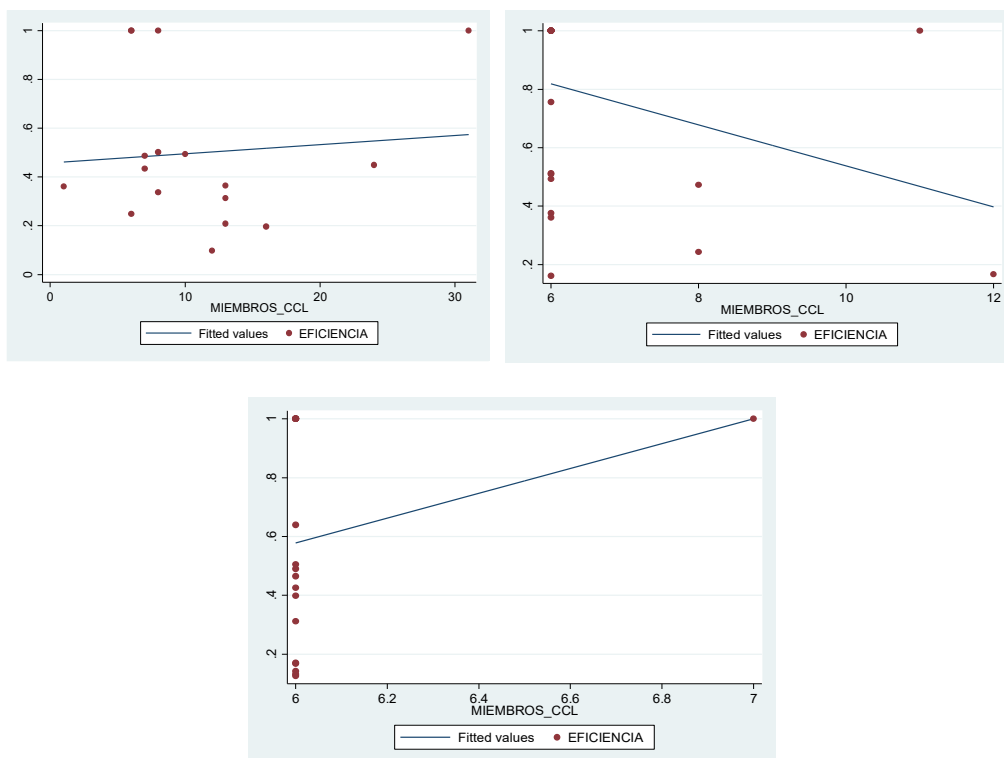 1
.8
.6
.4
.2
0
0 10 20 30
MIEMBROS_CCL
Fitted values EFICIENCIA
1
.8
.6
.4
.2
6 8 10 12
MIEMBROS_CCL
Fitted values EFICIENCIA
1
.8
.6
.4
.2
6 6.2 6.4 6.6 6.8 7
MIEMBROS_CCL
Fitted values EFICIENCIA